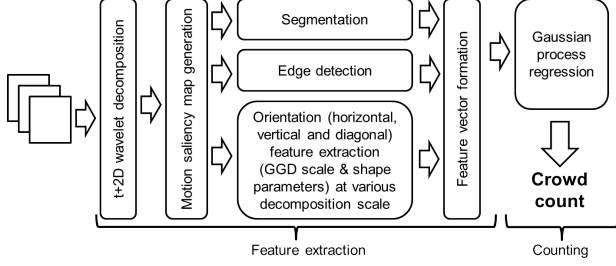 t+2D wavelet decomposition
Motion saliency map generation
Segmentation
Edge detection
Orientation (horizontal,
vertical and diagonal)
feature extraction
(GGD scale & shape
parameters) at various
decomposition scale
Feature vector formation
Gaussian
process
regression
Crowd
count
Feature extraction
Counting